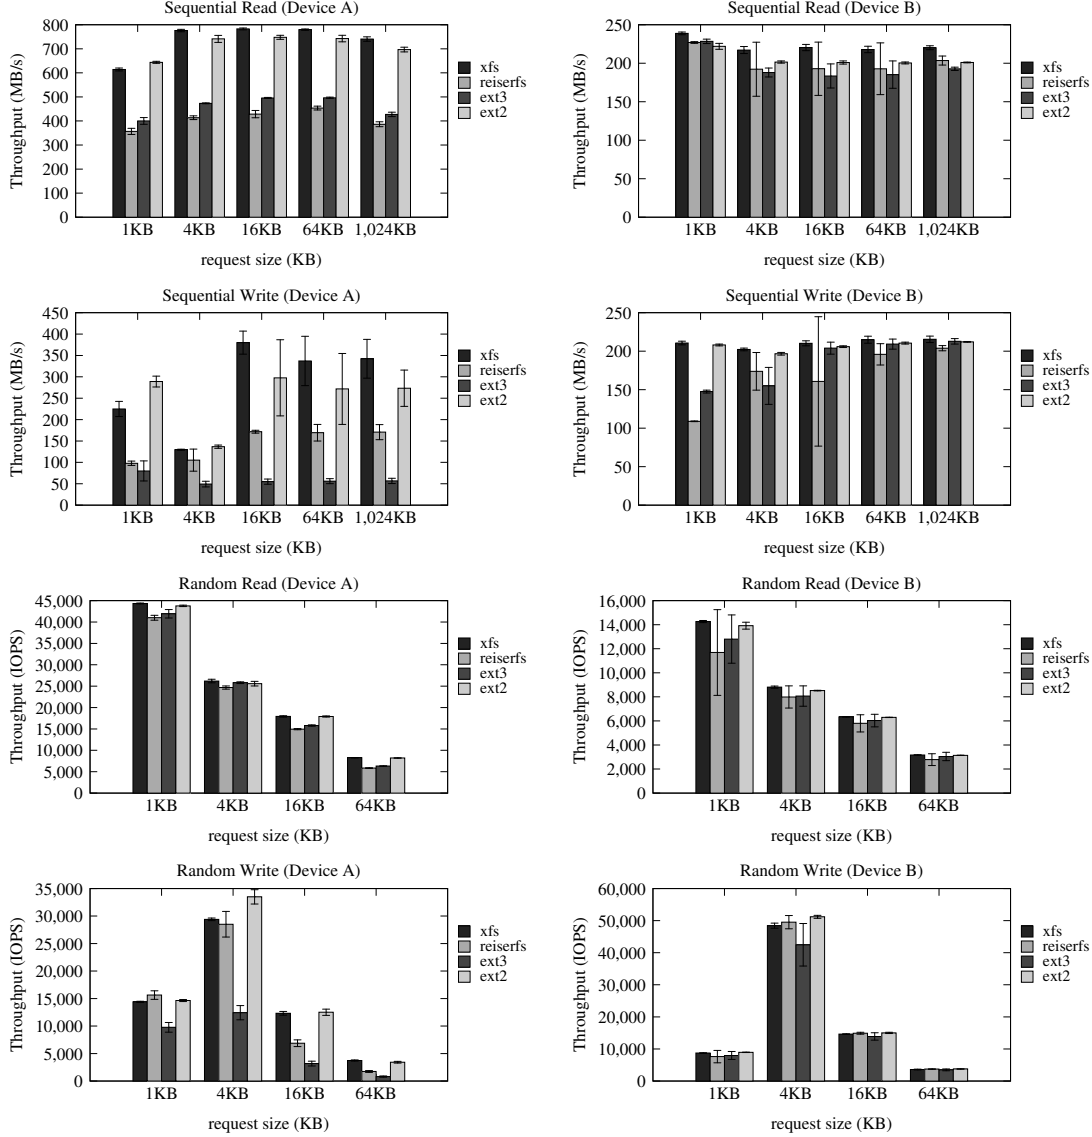 Sequential Read (Device A)
Throughput (MB/s)
800
700
600
500
400
300
200
100
0
1KB 4KB 16KB 64KB 1,024KB
request size (KB)
xfs
reiserfs
ext3
ext2
Sequential Read (Device B)
Throughput (MB/s)
250
200
150
100
50
0
1KB 4KB 16KB 64KB 1,024KB
request size (KB)
xfs
reiserfs
ext3
ext2
Sequential Write (Device A)
Throughput (MB/s)
450
400
350
300
250
200
150
100
50
0
1KB 4KB 16KB 64KB 1,024KB
request size (KB)
xfs
reiserfs
ext3
ext2
Sequential Write (Device B)
Throughput (MB/s)
250
200
150
100
50
0
1KB 4KB 16KB 64KB 1,024KB
request size (KB)
xfs
reiserfs
ext3
ext2
Random Read (Device A)
Throughput (IOPS)
45,000
40,000
35,000
30,000
25,000
20,000
15,000
10,000
5,000
0
1KB 4KB 16KB 64KB
request size (KB)
xfs
reiserfs
ext3
ext2
Random Read (Device B)
Throughput (IOPS)
16,000
14,000
12,000
10,000
8,000
6,000
4,000
2,000
0
1KB 4KB 16KB 64KB
request size (KB)
xfs
reiserfs
ext3
ext2
Random Write (Device A)
Throughput (IOPS)
35,000
30,000
25,000
20,000
15,000
10,000
5,000
0
1KB 4KB 16KB 64KB
request size (KB)
xfs
reiserfs
ext3
ext2
Random Write (Device B)
Throughput (IOPS)
60,000
50,000
40,000
30,000
20,000
10,000
0
1KB 4KB 16KB 64KB
request size (KB)
xfs
reiserfs
ext3
ext2